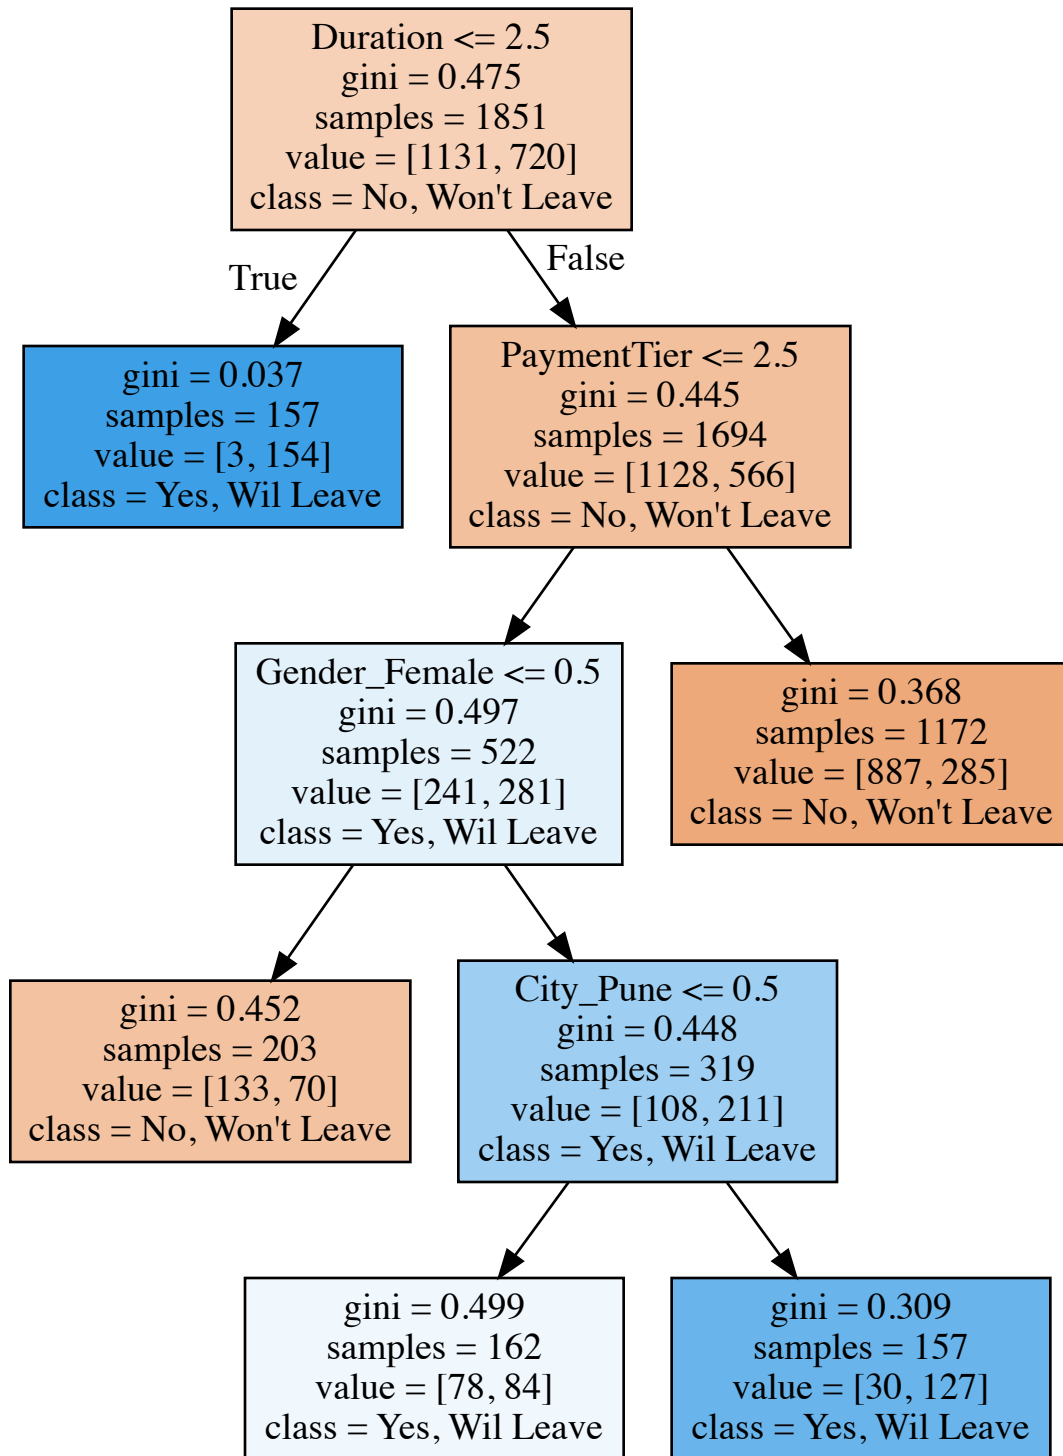 Duration <= 2.5
gini = 0.475
samples = 1851
value = [1131, 720]
class = No, Won't Leave
True
False
gini = 0.037
samples = 157
value = [3, 154]
class = Yes, Wil Leave
PaymentTier <= 2.5
gini = 0.445
samples = 1694
value = [1128, 566]
class = No, Won't Leave
Gender_Female <= 0.5
gini = 0.497
samples = 522
value = [241, 281]
class = Yes, Wil Leave
gini = 0.368
samples = 1172
value = [887, 285]
class = No, Won't Leave
gini = 0.452
samples = 203
value = [133, 70]
class = No, Won't Leave
City_Pune <= 0.5
gini = 0.448
samples = 319
value = [108, 211]
class = Yes, Wil Leave
gini = 0.499
samples = 162
value = [78, 84]
class = Yes, Wil Leave
gini = 0.309
samples = 157
value = [30, 127]
class = Yes, Wil Leave